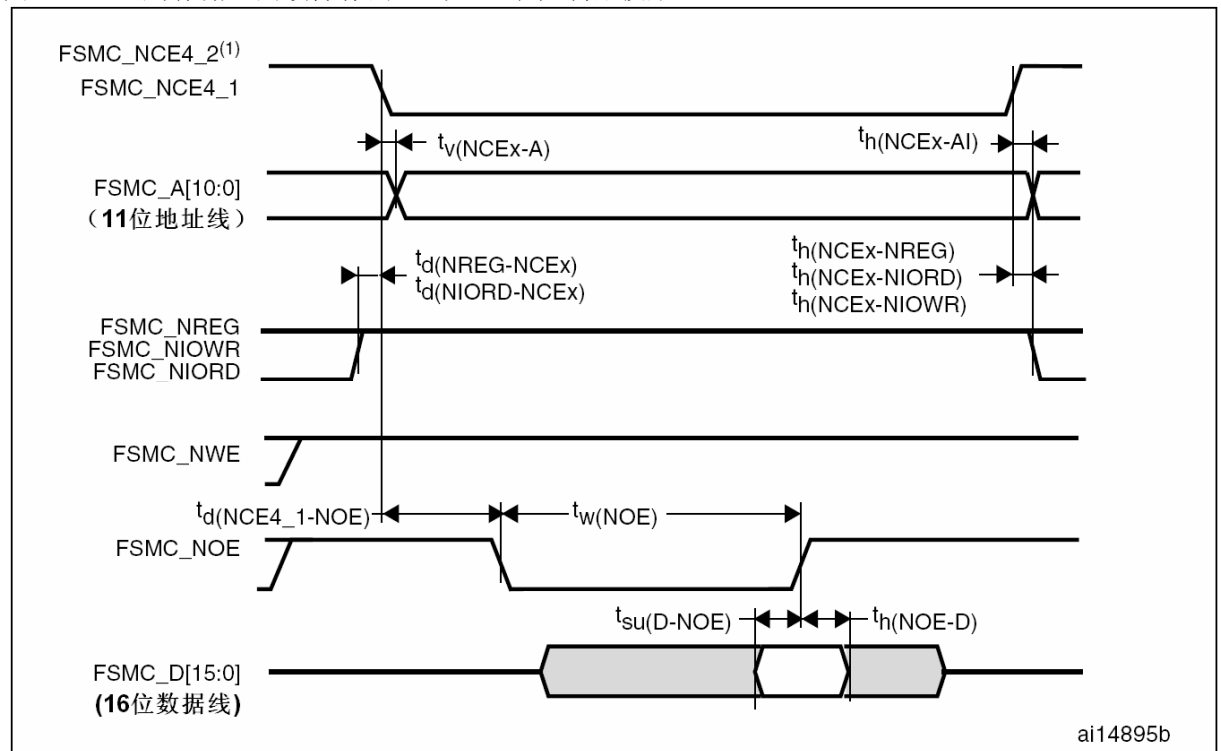 FSMC_NCE4_2(1)
FSMC_NCE4_1
tv(NCEx-A)
th(NCEx-AI)
FSMC_A[10:0]
（11位地址线）
td(NREG-NCEx)
td(NIORD-NCEx)
th(NCEx-NREG)
th(NCEx-NIORD)
th(NCEx-NIOWR)
FSMC_NREG
FSMC_NIOWR
FSMC_NIORD
FSMC_NWE
td(NCE4_1-NOE)
tw(NOE)
FSMC_NOE
tsu(D-NOE)
th(NOE-D)
FSMC_D[15:0]
(16位数据线)
ai14895b